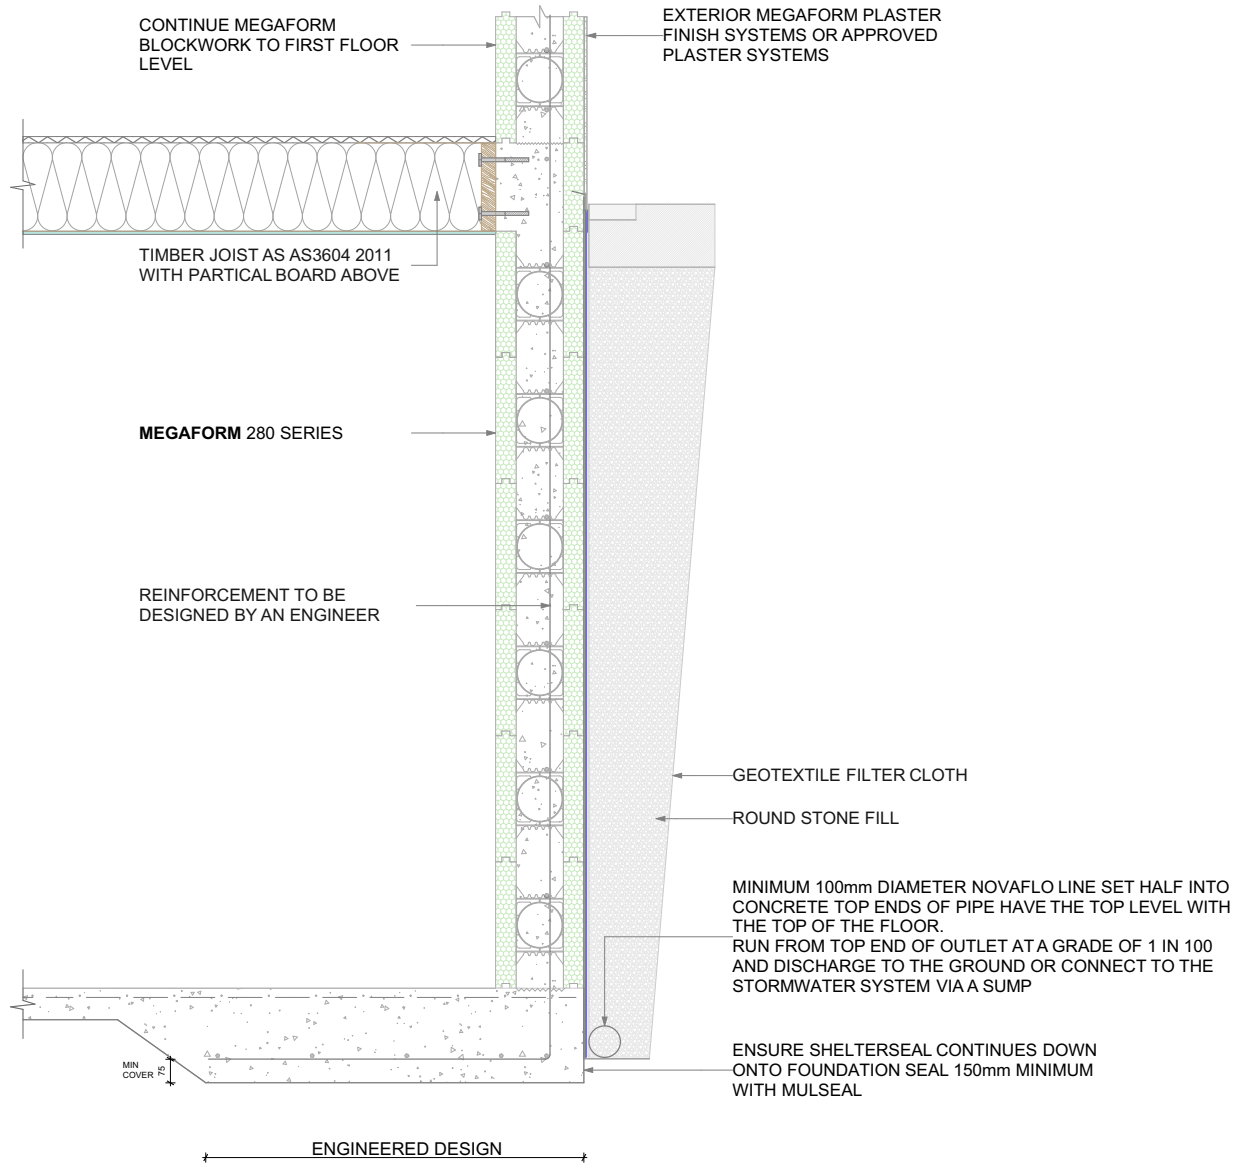 CONTINUE MEGAFORM
BLOCKWORK TO FIRST FLOOR
LEVEL
EXTERIOR MEGAFORM PLASTER
FINISH SYSTEMS OR APPROVED
PLASTER SYSTEMS
TIMBER JOIST AS AS3604 2011
WITH PARTICAL BOARD ABOVE
MEGAFORM 280 SERIES
REINFORCEMENT TO BE
DESIGNED BY AN ENGINEER
GEOTEXTILE FILTER CLOTH
ROUND STONE FILL
MINIMUM 100mm DIAMETER NOVAFLO LINE SET HALF INTO
CONCRETE TOP ENDS OF PIPE HAVE THE TOP LEVEL WITH
THE TOP OF THE FLOOR.
RUN FROM TOP END OF OUTLET AT A GRADE OF 1 IN 100
AND DISCHARGE TO THE GROUND OR CONNECT TO THE
STORMWATER SYSTEM VIA A SUMP
MIN
COVER
75
ENSURE SHELTERSEAL CONTINUES DOWN
ONTO FOUNDATION SEAL 150mm MINIMUM
WITH MULSEAL
ENGINEERED DESIGN